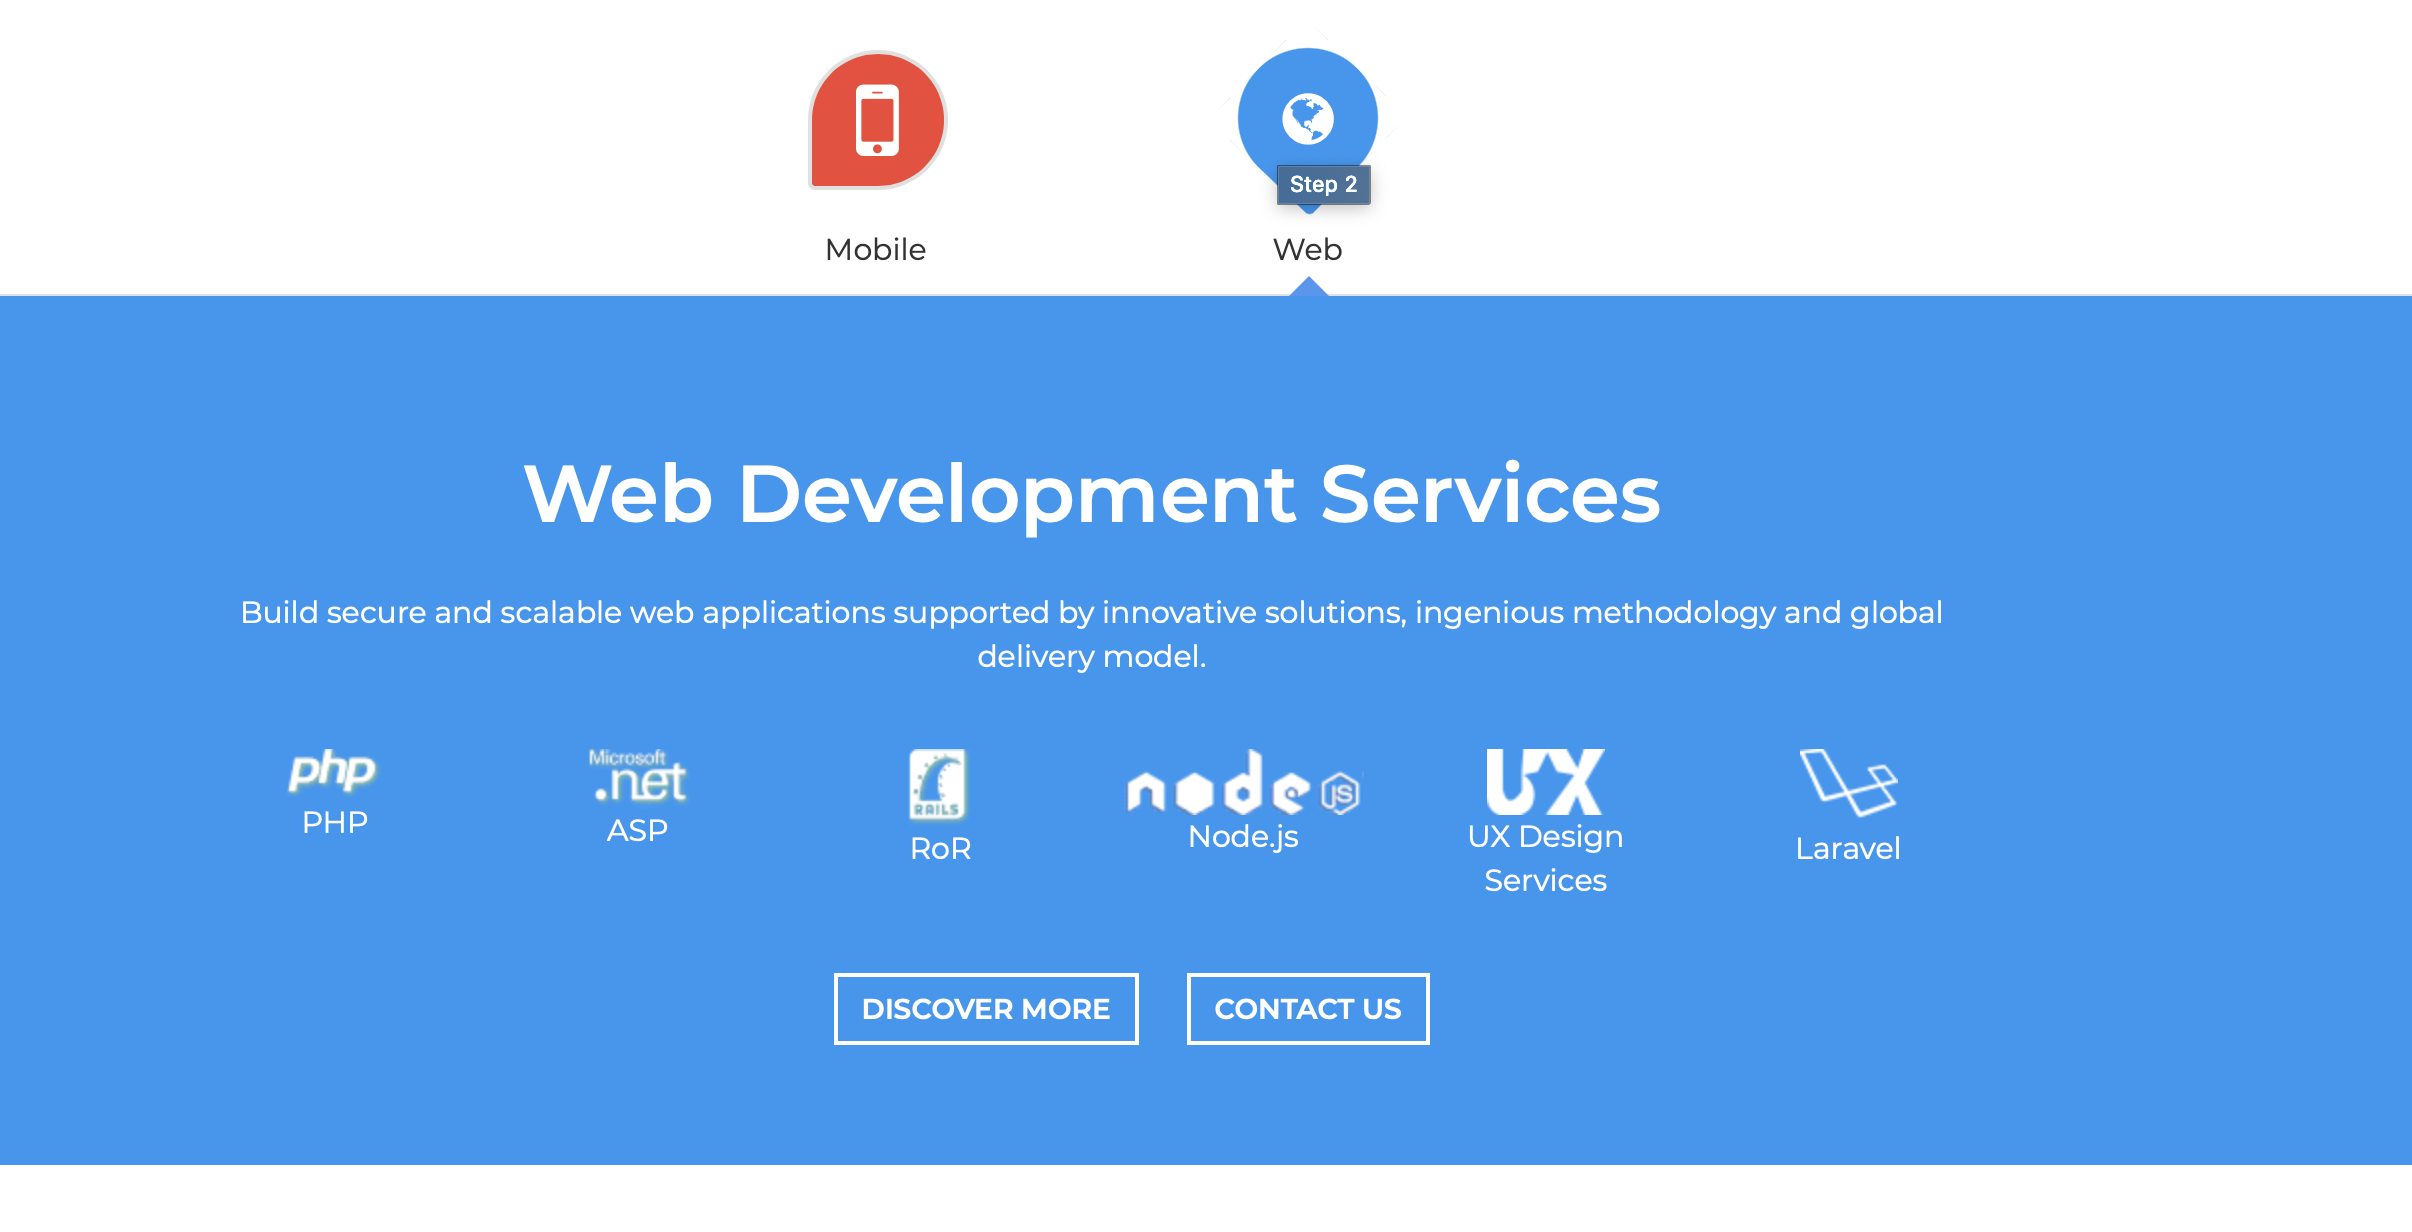 Step 2
Mobile
Web
Web Development Services
Build secure and scalable web applications supported by innovative solutions, ingenious methodology and global
delivery model.
php
PHP
Microsoft
.net
ASP
RAILS
RoR
node JS
Node.js
UX
UX Design
Services
Laravel
DISCOVER MORE
CONTACT US